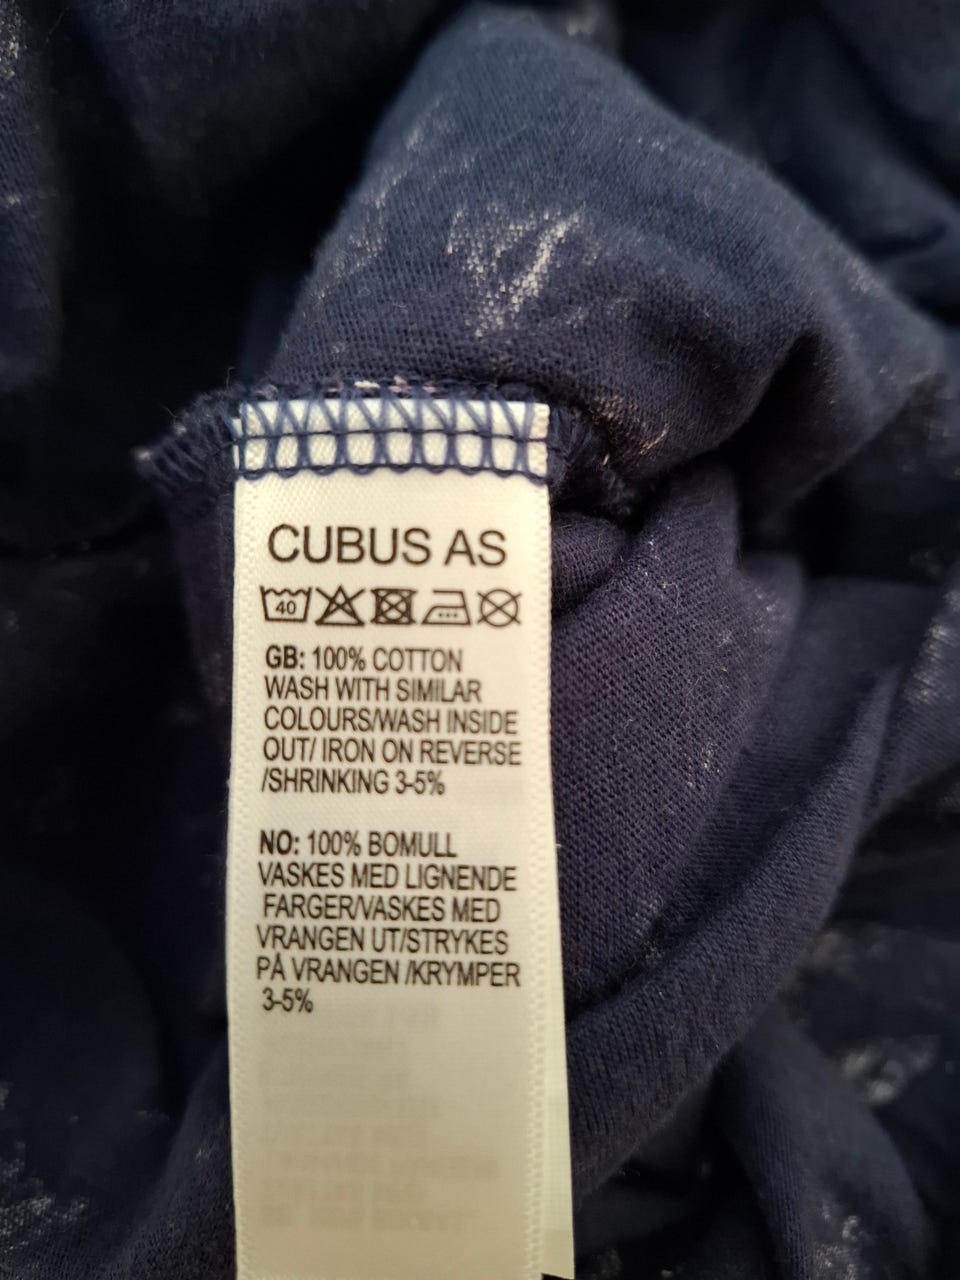 CUBUS AS
40
GB: 100% COTTON
WASH WITH SIMILAR
COLOURS/WASH INSIDE
OUT/ IRON ON REVERSE
/SHRINKING 3-5%
NO: 100% BOMULL
VASKES MED LIGNENDE
FARGER/VASKES MED
VRANGEN UT/STRYKES
PÅ VRANGEN /KRYMPER
3-5%